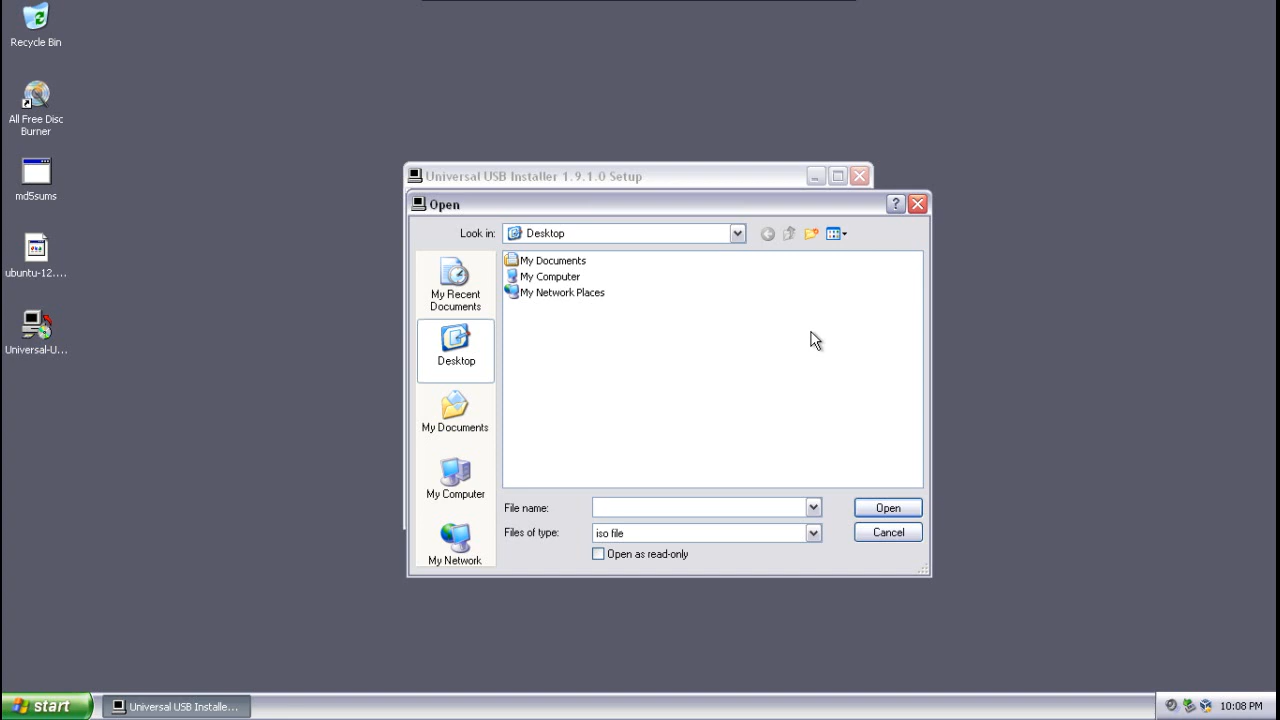 Recycle Bin
All Free Disc
Burner
md5sums
ubuntu-12....
Universal-U...
Universal USB Installer 1.9.1.0 Setup
Open
Look in:
Desktop
My Recent
Documents
Desktop
My Documents
My Computer
My Network
My Documents
My Computer
My Network Places
File name:
Open
Files of type:
iso file
Cancel
Open as read-only
start
Universal USB Installe...
10:08 PM